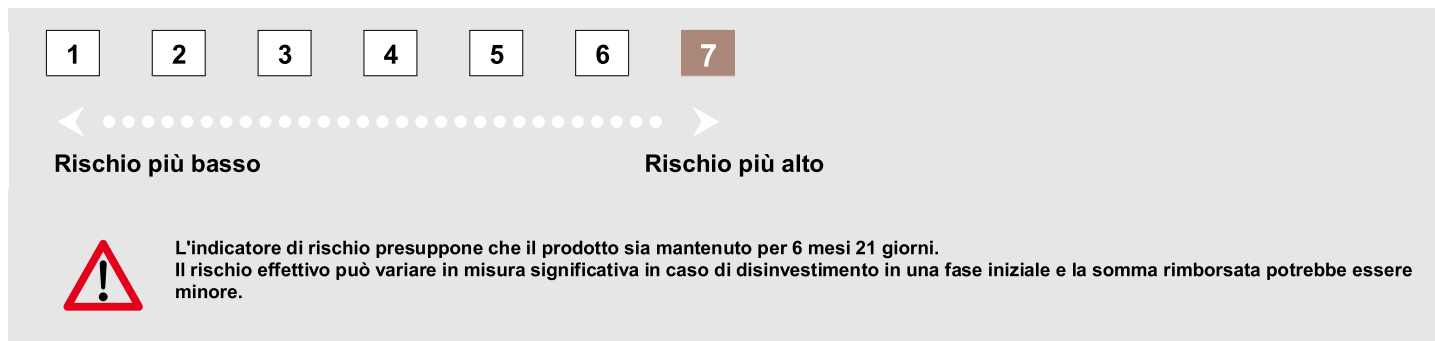 1 2 3 4 5 6 7
Rischio più basso Rischio più alto
L'indicatore di rischio presuppone che il prodotto sia mantenuto per 6 mesi 21 giorni.
Il rischio effettivo può variare in misura significativa in caso di disinvestimento in una fase iniziale e la somma rimborsata potrebbe essere
minore.